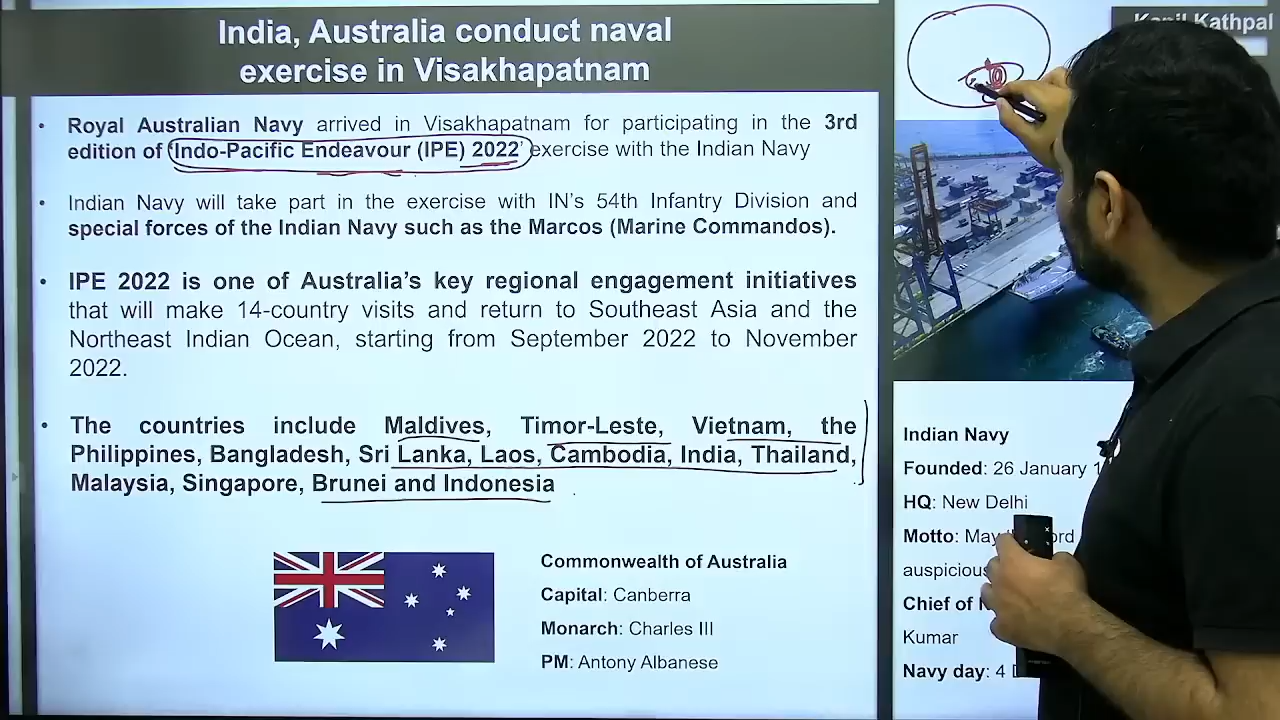 India, Australia conduct naval
exercise in Visakhapatnam
Kapil Kathpal
• Royal Australian Navy arrived in Visakhapatnam for participating in the 3rd
edition of 'Indo-Pacific Endeavour (IPE) 2022' exercise with the Indian Navy
• Indian Navy will take part in the exercise with IN's 54th Infantry Division and
special forces of the Indian Navy such as the Marcos (Marine Commandos).
• IPE 2022 is one of Australia's key regional engagement initiatives
that will make 14-country visits and return to Southeast Asia and the
Northeast Indian Ocean, starting from September 2022 to November
2022.
• The countries include Maldives, Timor-Leste, Vietnam, the
Philippines, Bangladesh, Sri Lanka, Laos, Cambodia, India, Thailand,
Malaysia, Singapore, Brunei and Indonesia
Commonwealth of Australia
Capital: Canberra
Monarch: Charles III
PM: Antony Albanese
Indian Navy
Founded: 26 January 1
HQ: New Delhi
Motto: May
auspicious
Chief of
Kumar
Navy day: 4